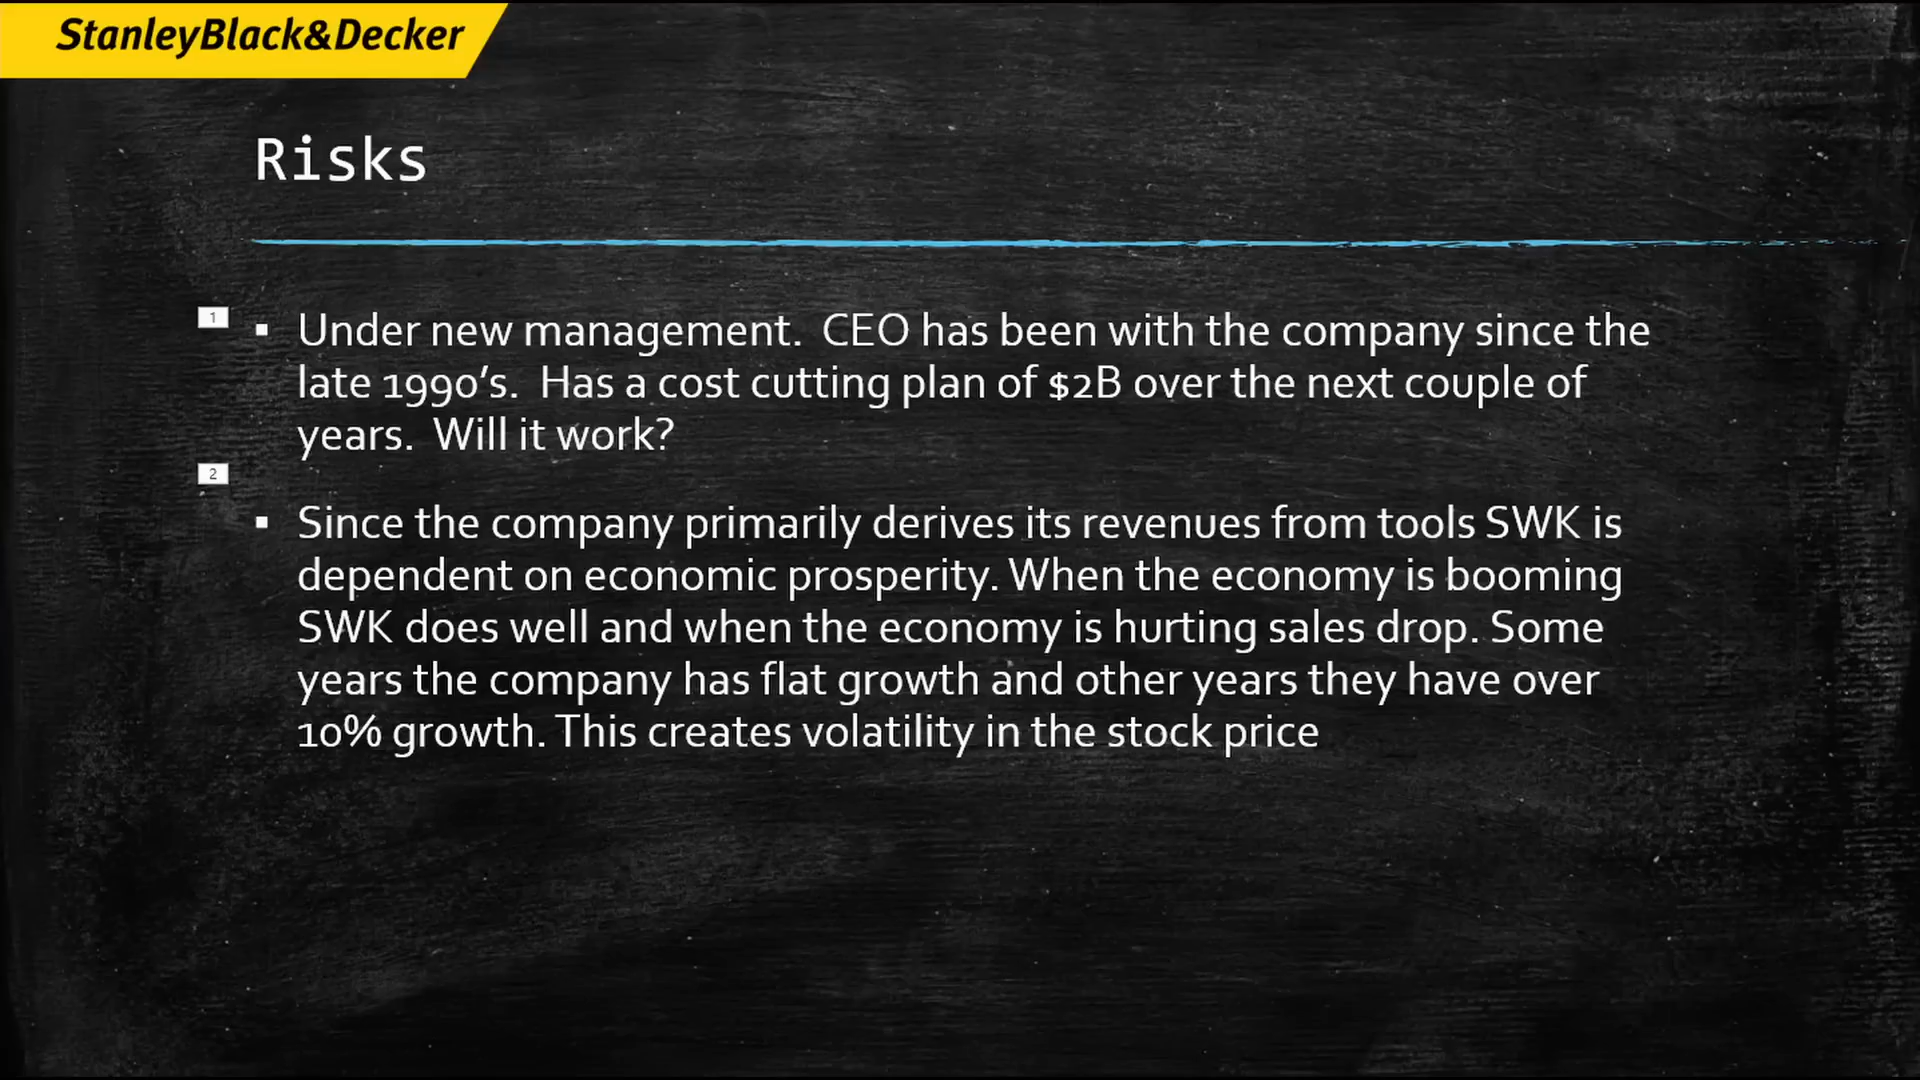 StanleyBlack&Decker
Risks
1
▪ Under new management.  CEO has been with the company since the
late 1990’s.  Has a cost cutting plan of $2B over the next couple of
years.  Will it work?
2
▪ Since the company primarily derives its revenues from tools SWK is
dependent on economic prosperity. When the economy is booming
SWK does well and when the economy is hurting sales drop. Some
years the company has flat growth and other years they have over
10% growth. This creates volatility in the stock price